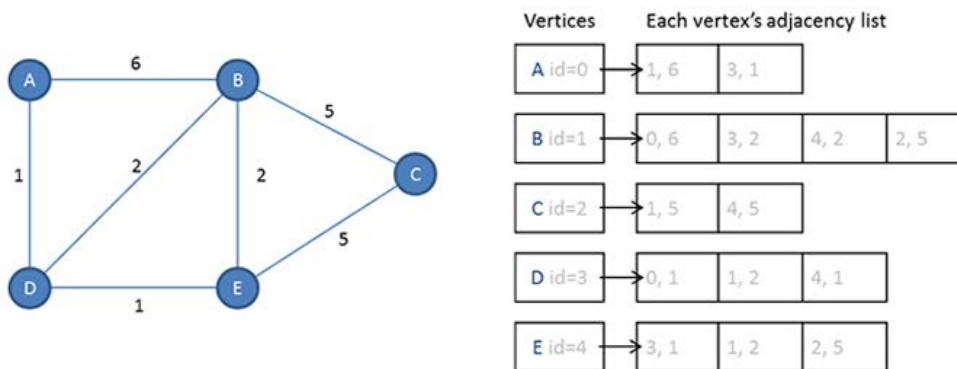 Vertices Each vertex's adjacency list
A 6 B
5
1 2 2 C
5
D 1 E
A id=0 1, 6 3, 1
B id=1 0, 6 3, 2 4, 2 2, 5
C id=2 1, 5 4, 5
D id=3 0, 1 1, 2 4, 1
E id=4 3, 1 1, 2 2, 5